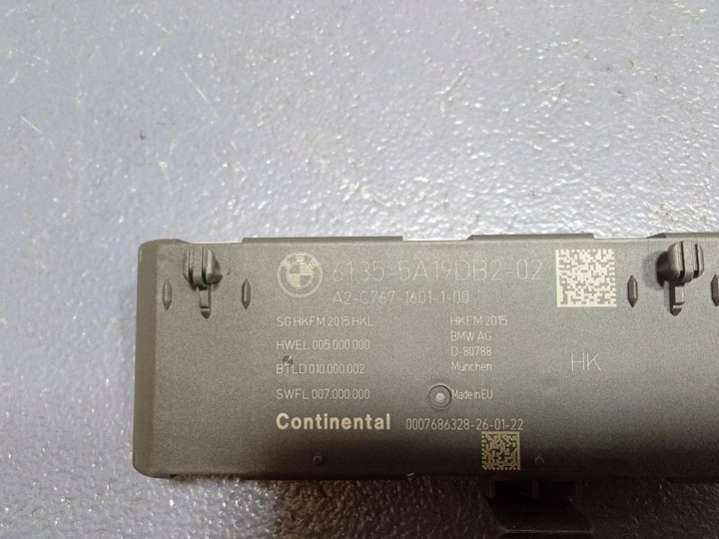 BMW
6135-5A19DB2-02
A2-C767-1601-1-00
SG HKFM 2015 HKL
HWEL 005.000.000
BTLD 010.000.002
SWFL 007.000.000
HKFM 2015
BMW AG
D-80788
München
Made in EU
HK
Continental 0007686328-26-01-22